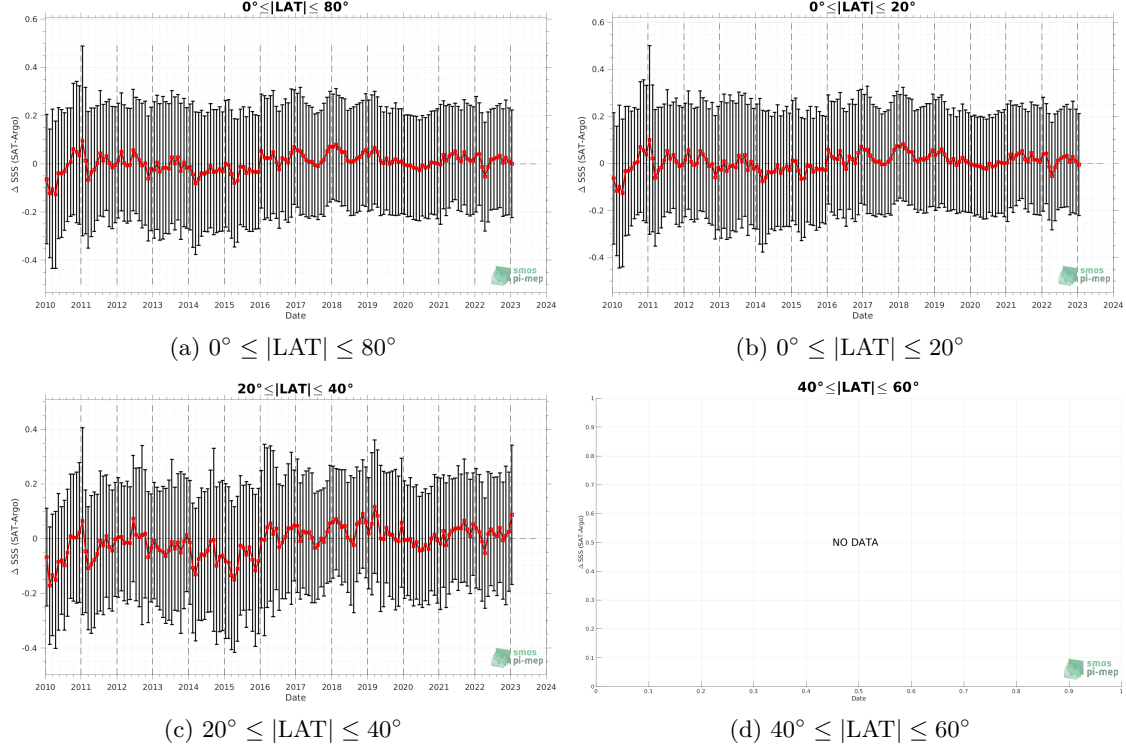 0°≤|LAT|≤ 80°
Δ SSS (SAT-Argo)
0.6
0.4
0.2
0
-0.2
-0.4
smos
pi-mep
2010 2011 2012 2013 2014 2015 2016 2017 2018 2019 2020 2021 2022 2023 2024
Date
(a) 0° ≤ |LAT| ≤ 80°
0°≤|LAT|≤ 20°
Δ SSS (SAT-Argo)
0.6
0.4
0.2
0
-0.2
-0.4
smos
pi-mep
2010 2011 2012 2013 2014 2015 2016 2017 2018 2019 2020 2021 2022 2023 2024
Date
(b) 0° ≤ |LAT| ≤ 20°
20°≤|LAT|≤ 40°
Δ SSS (SAT-Argo)
0.4
0.2
0
-0.2
-0.4
smos
pi-mep
2010 2011 2012 2013 2014 2015 2016 2017 2018 2019 2020 2021 2022 2023 2024
Date
(c) 20° ≤ |LAT| ≤ 40°
40°≤|LAT|≤ 60°
Δ SSS (SAT-Argo)
1
0.9
0.8
0.7
0.6
0.5
0.4
0.3
0.2
0.1
0
NO DATA
smos
pi-mep
0 0.1 0.2 0.3 0.4 0.5 0.6 0.7 0.8 0.9 1
Date
(d) 40° ≤ |LAT| ≤ 60°